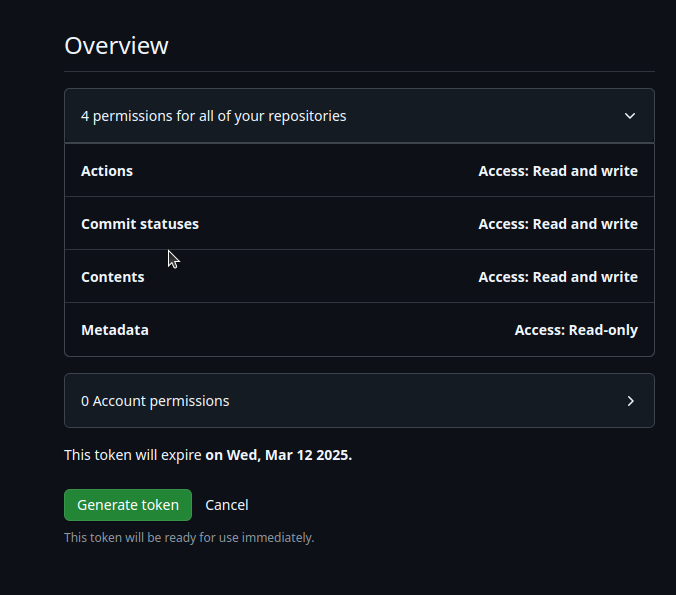 Overview
4 permissions for all of your repositories
Actions Access: Read and write
Commit statuses Access: Read and write
Contents Access: Read and write
Metadata Access: Read-only
0 Account permissions
This token will expire on Wed, Mar 12 2025.
Generate token Cancel
This token will be ready for use immediately.